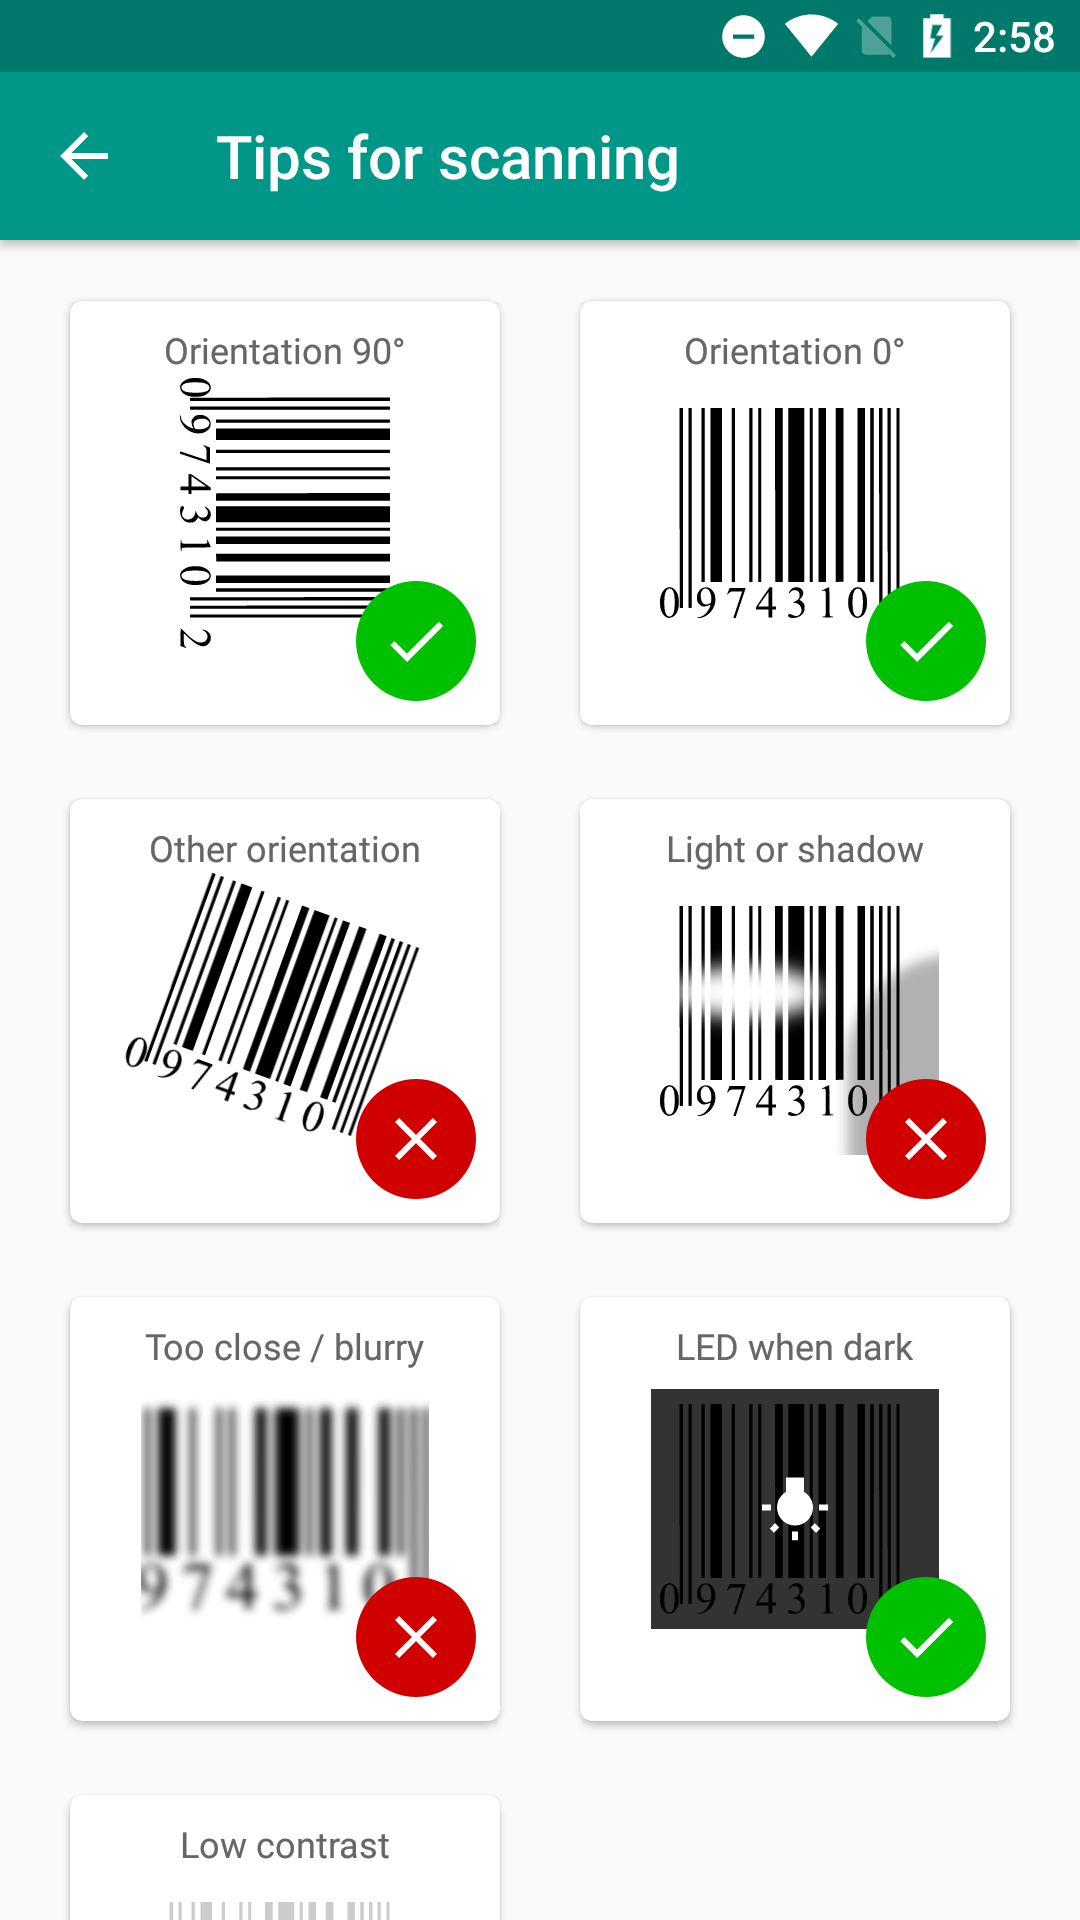 2:58
Tips for scanning
Orientation 90°
0 974310 2
Orientation 0°
0 974310
Other orientation
0 974310
Light or shadow
0 974310
Too close / blurry
974310
LED when dark
0 974310
Low contrast